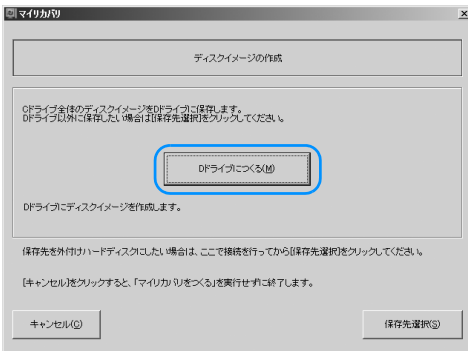 マイリカバリ
ディスクイメージの作成
Cドライブ全体のディスクイメージをDドライブに保存します。
Dドライブ以外に保存したい場合は[保存先選択]をクリックしてください。
Dドライブにつくる(M)
Dドライブにディスクイメージを作成します。
保存先を外付けハードディスクにしたい場合は、ここで接続を行ってから[保存先選択]をクリックしてください。
[キャンセル]をクリックすると、「マイリカバリをつくる」を実行せずに終了します。
キャンセル(C)
保存先選択(S)